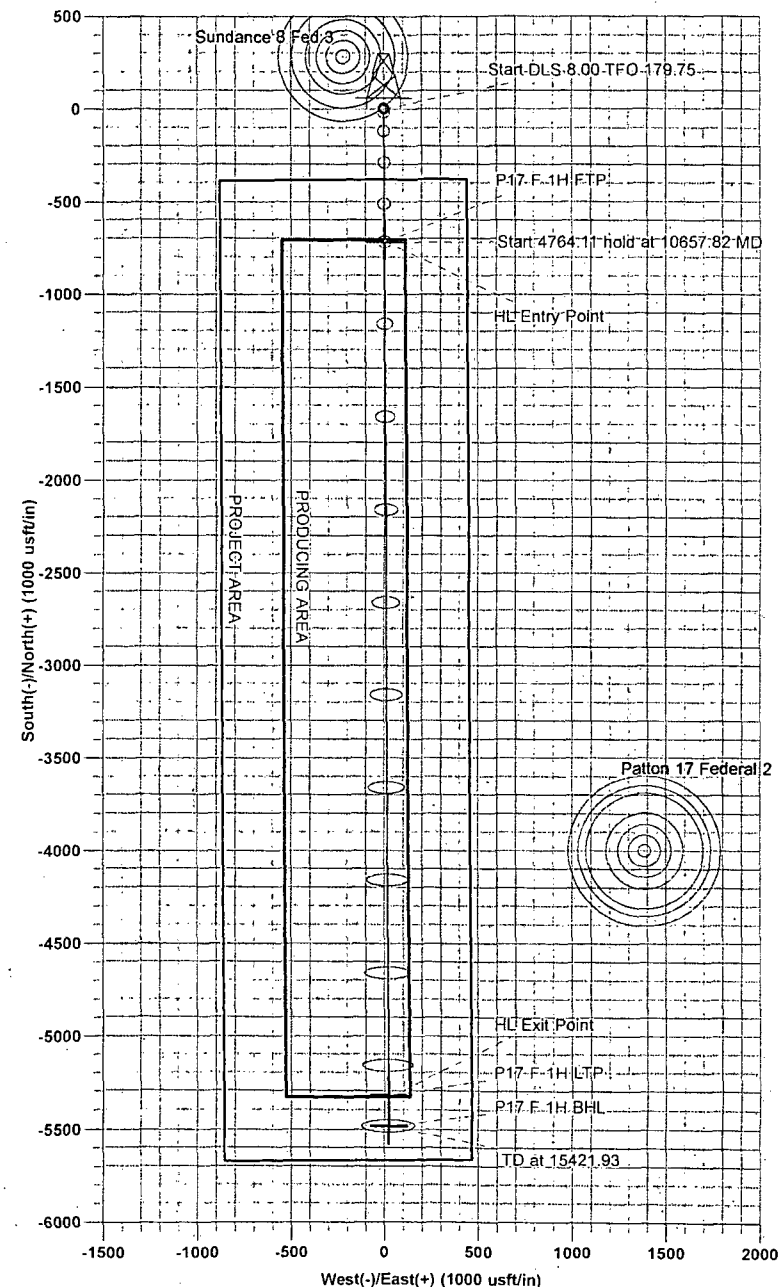 500
Sundance 8 Fed 3
Start DLS 8.00 TFO 179.75
0
P17 F 1H FTP
-500
Start 4764.11 hold at 10657.82 MD
-1000
HL Entry Point
-1500
-2000
PROJECT AREA
PRODUCING AREA
-2500
South(-)/North(+) (1000 usft/in)
-3000
-3500
Patton 17 Federal 2
-4000
-4500
-5000
HL Exit Point
P17 F 1H LTP
P17 F 1H BHL
-5500
TD at 15421.93
-6000
-1500 -1000 -500 0 500 1000 1500 2000
West(-)/East(+) (1000 usft/in)